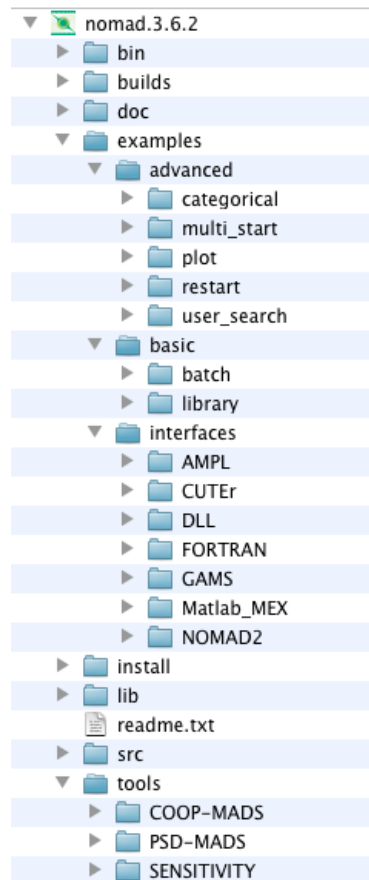 nomad.3.6.2
bin
builds
doc
examples
advanced
categorical
multi_start
plot
restart
user_search
basic
batch
library
interfaces
AMPL
CUTEr
DLL
FORTRAN
GAMS
Matlab_MEX
NOMAD2
install
lib
readme.txt
src
tools
COOP-MADS
PSD-MADS
SENSITIVITY